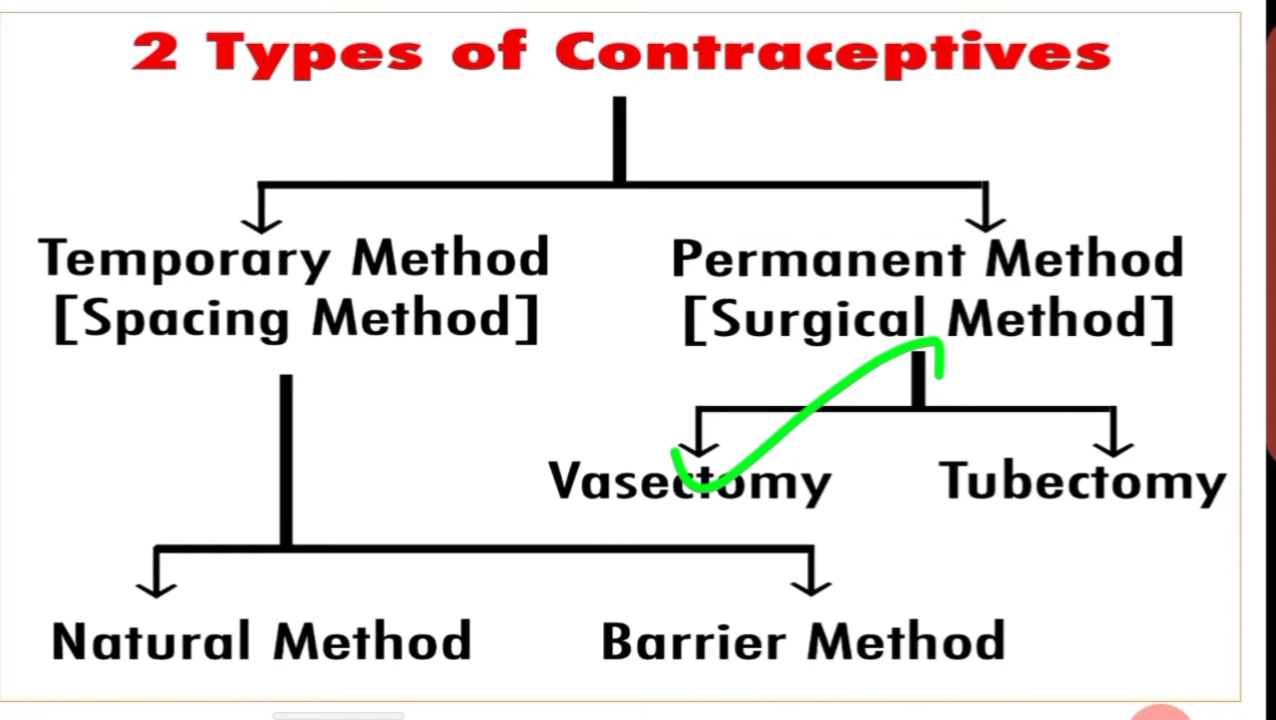 2 Types of Contraceptives
Temporary Method
[Spacing Method]
Permanent Method
[Surgical Method]
Vasectomy
Tubectomy
Natural Method
Barrier Method